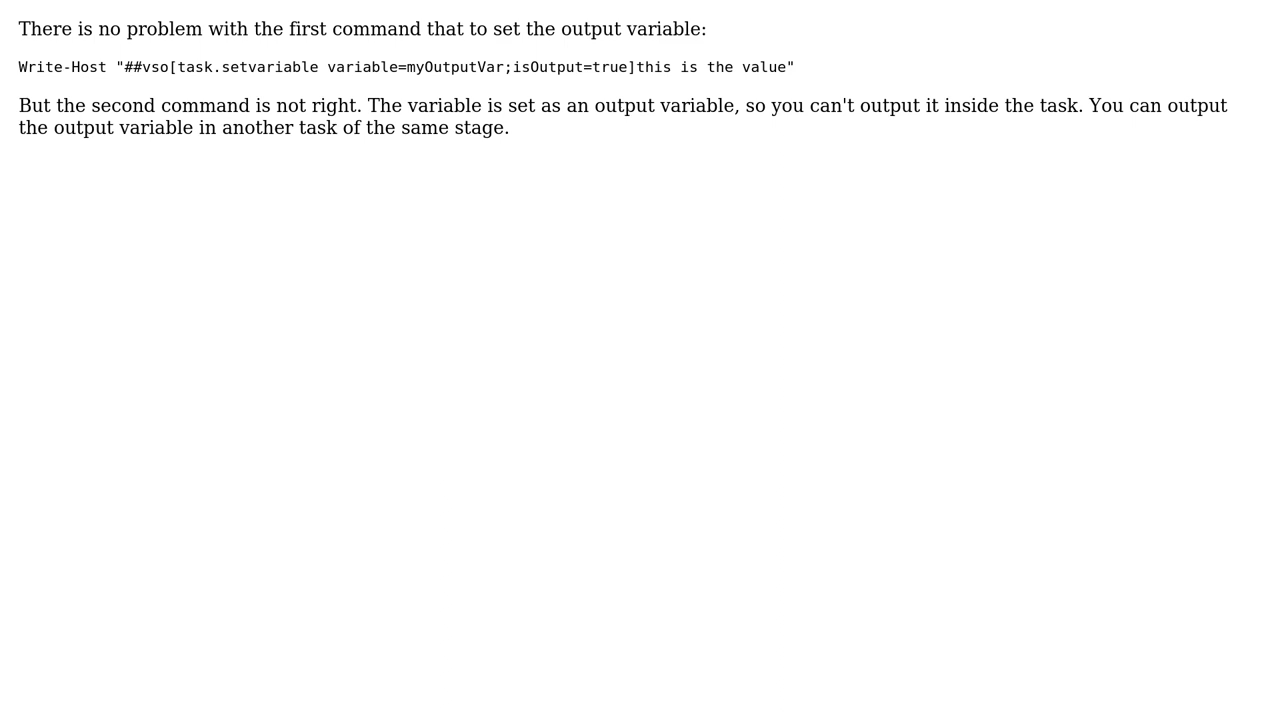 There is no problem with the first command that to set the output variable:
Write-Host "##vso[task.setvariable variable=myOutputVar;isOutput=true]this is the value"
But the second command is not right. The variable is set as an output variable, so you can't output it inside the task. You can output
the output variable in another task of the same stage.